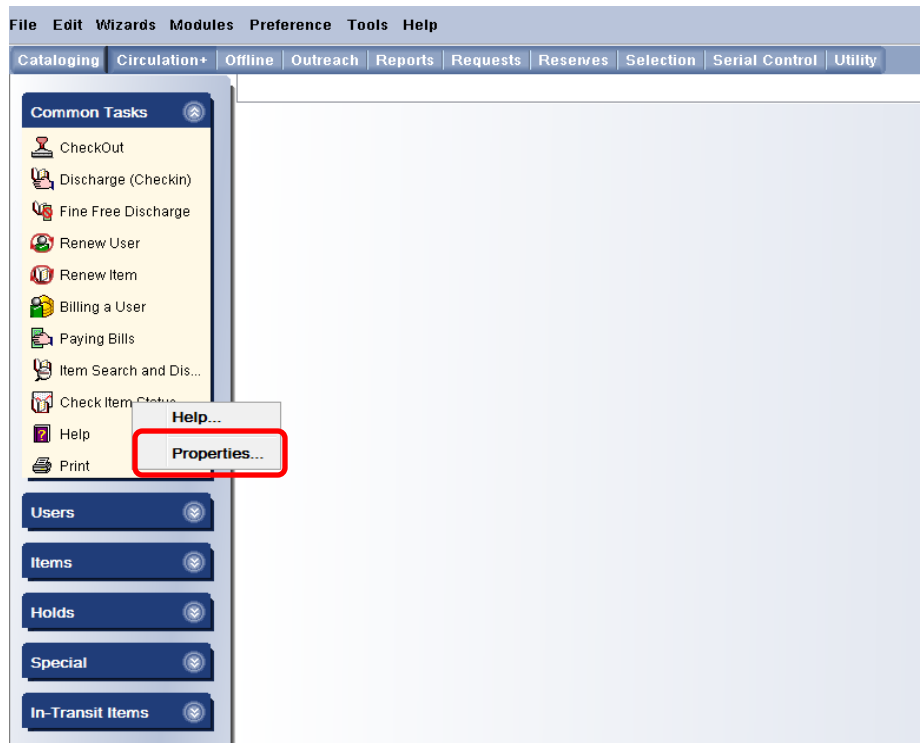 File Edit Wizards Modules Preference Tools Help
Cataloging Circulation+ Offline Outreach Reports Requests Reserves Selection Serial Control Utility
Common Tasks
CheckOut
Discharge (Checkin)
Fine Free Discharge
Renew User
Renew Item
Billing a User
Paying Bills
Item Search and Dis...
Check Item Status
Help...
Help
Properties...
Print
Users
Items
Holds
Special
In-Transit Items